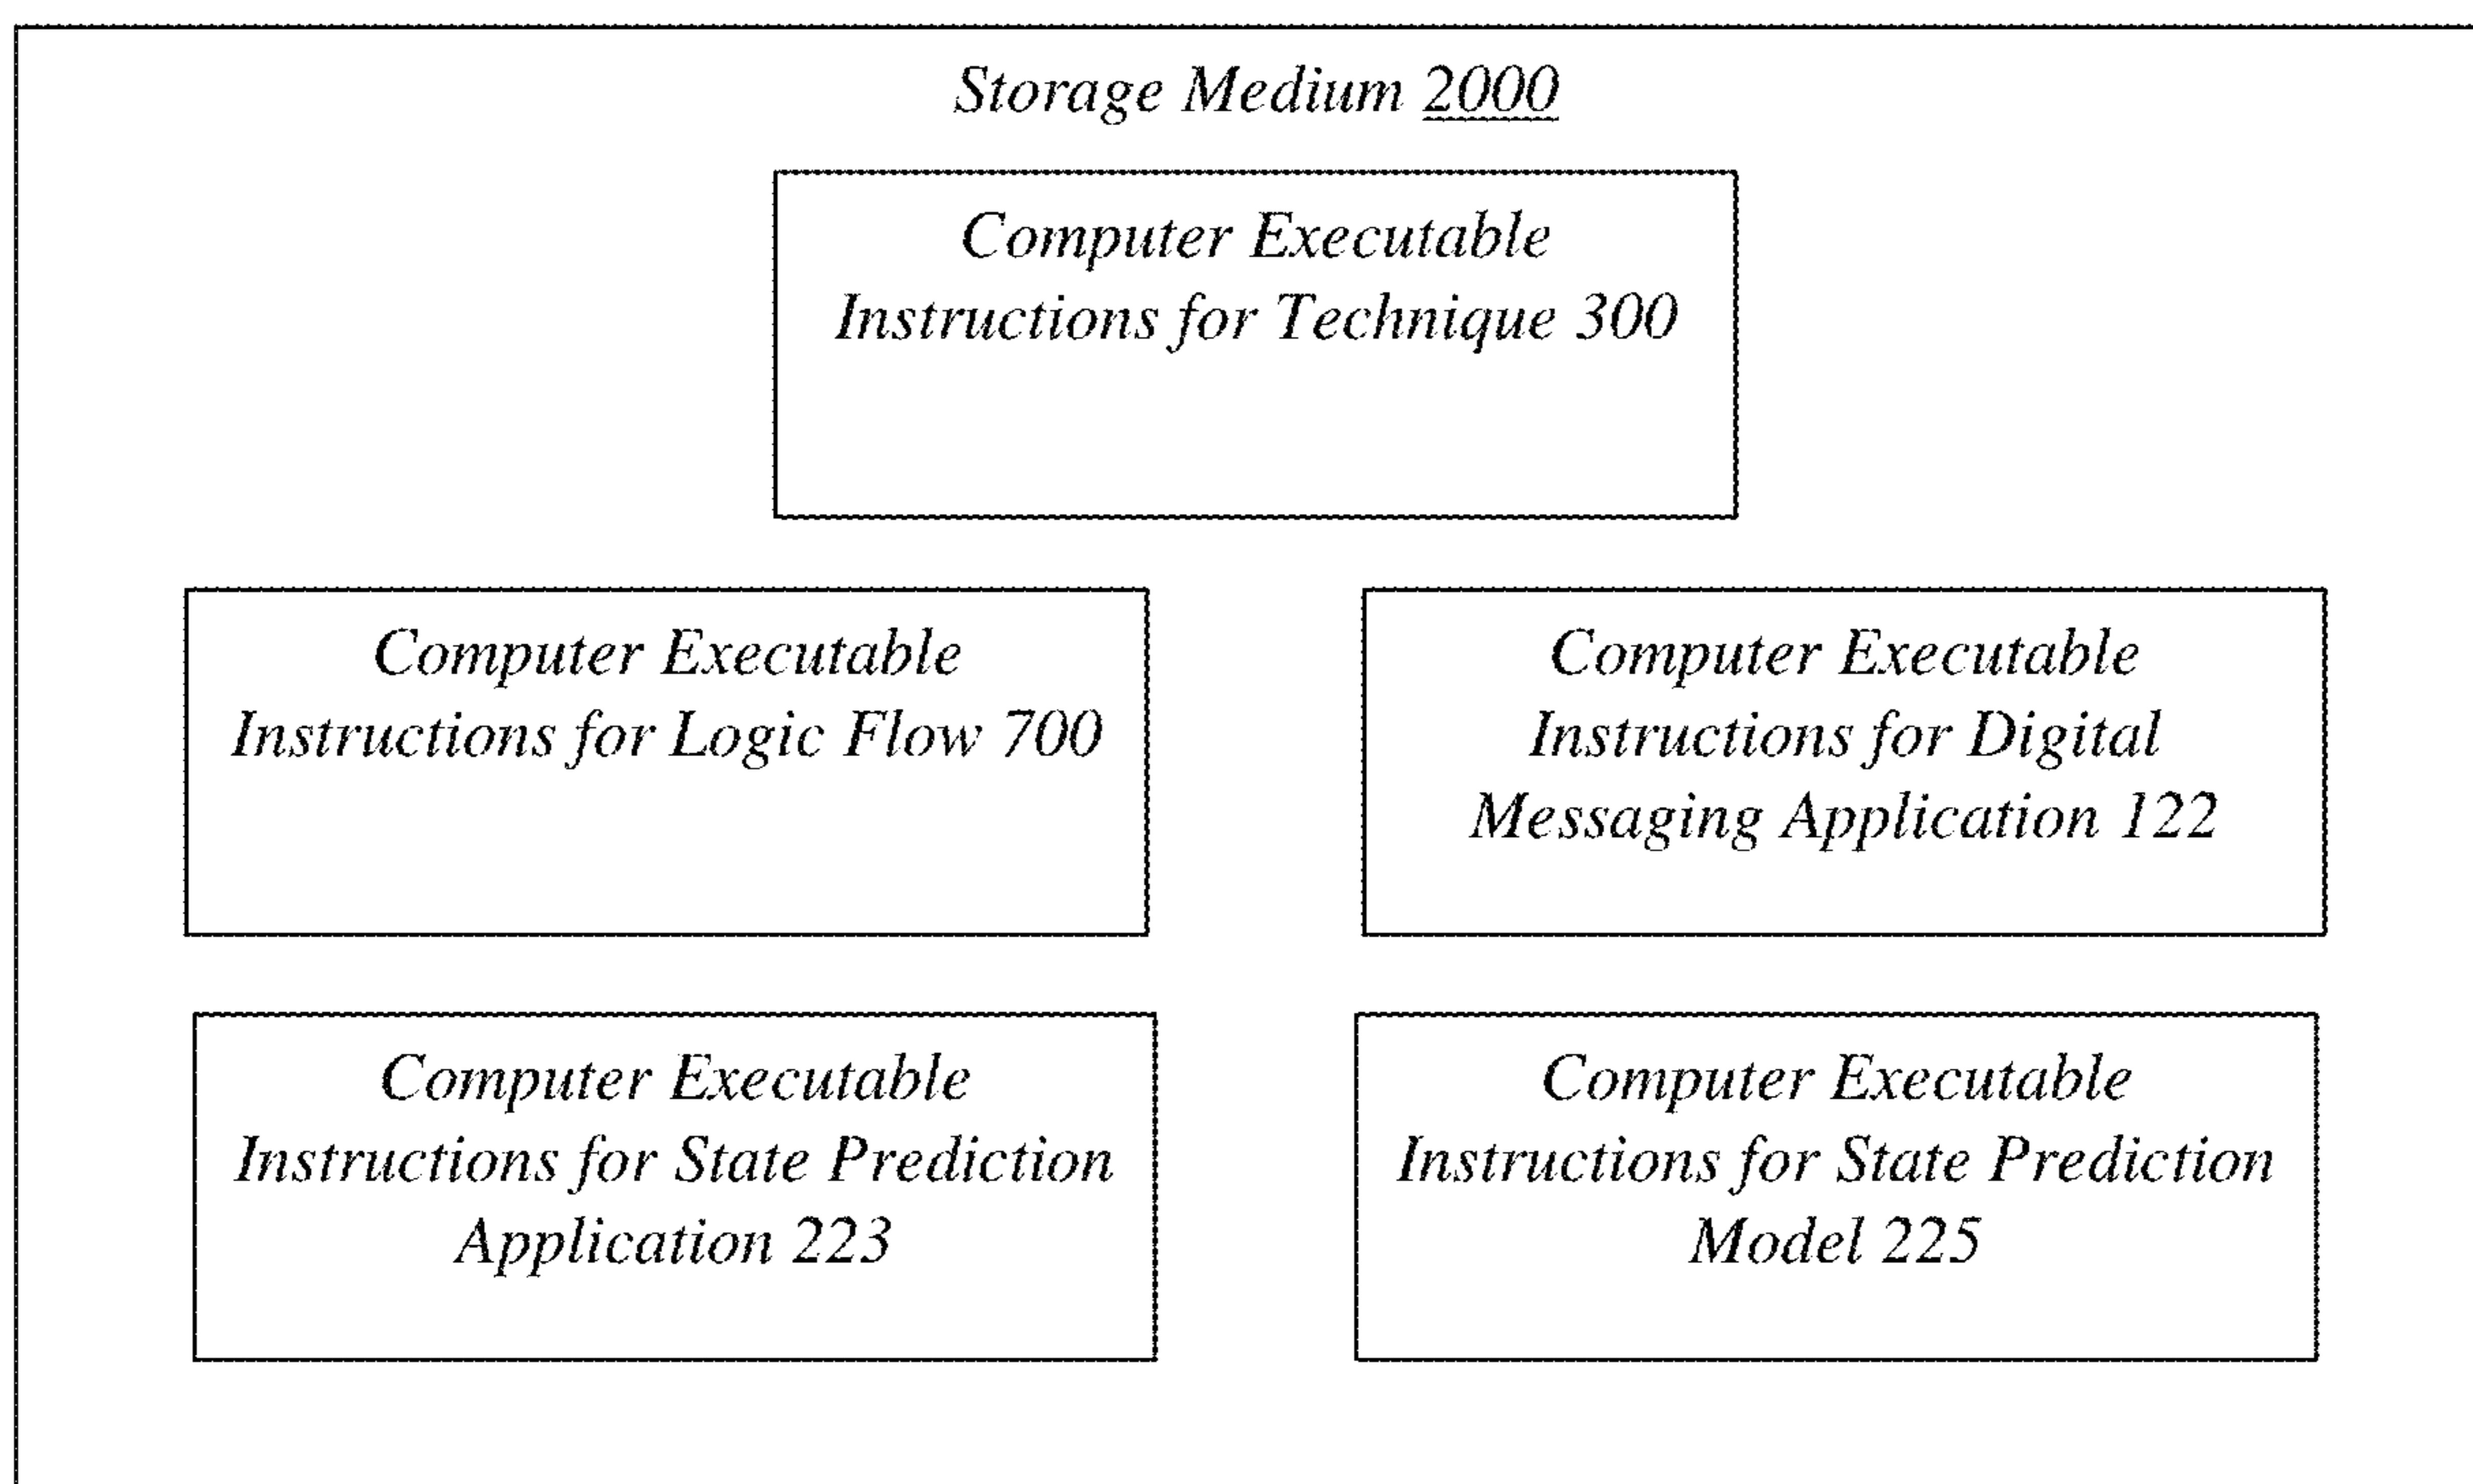 Storage Medium 2000
Computer Executable
Instructions for Technique 300
Computer Executable
Instructions for Logic Flow 700
Computer Executable
Instructions for Digital
Messaging Application 122
Computer Executable
Instructions for State Prediction
Application 223
Computer Executable
Instructions for State Prediction
Model 225